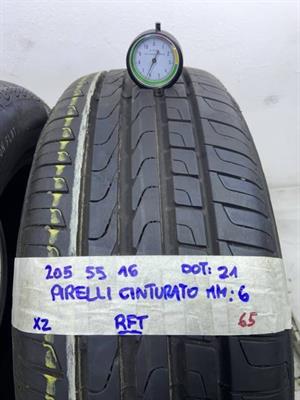 205 55 16 DOT: 21
PIRELLI CINTURATO MM: 6
X2 RFT 65